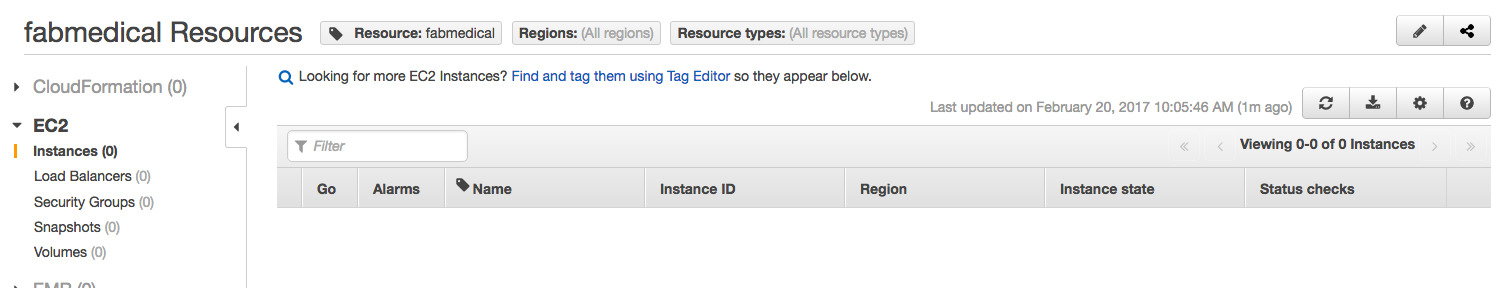 fabmedical Resources Resource: fabmedical Regions: (All regions) Resource types: (All resource types)
CloudFormation (0)
EC2
Instances (0)
Load Balancers (0)
Security Groups (0)
Snapshots (0)
Volumes (0)
EMR (0)
Looking for more EC2 Instances? Find and tag them using Tag Editor so they appear below.
Last updated on February 20, 2017 10:05:46 AM (1m ago)
Filter
Viewing 0-0 of 0 Instances
Go Alarms Name Instance ID Region Instance state Status checks